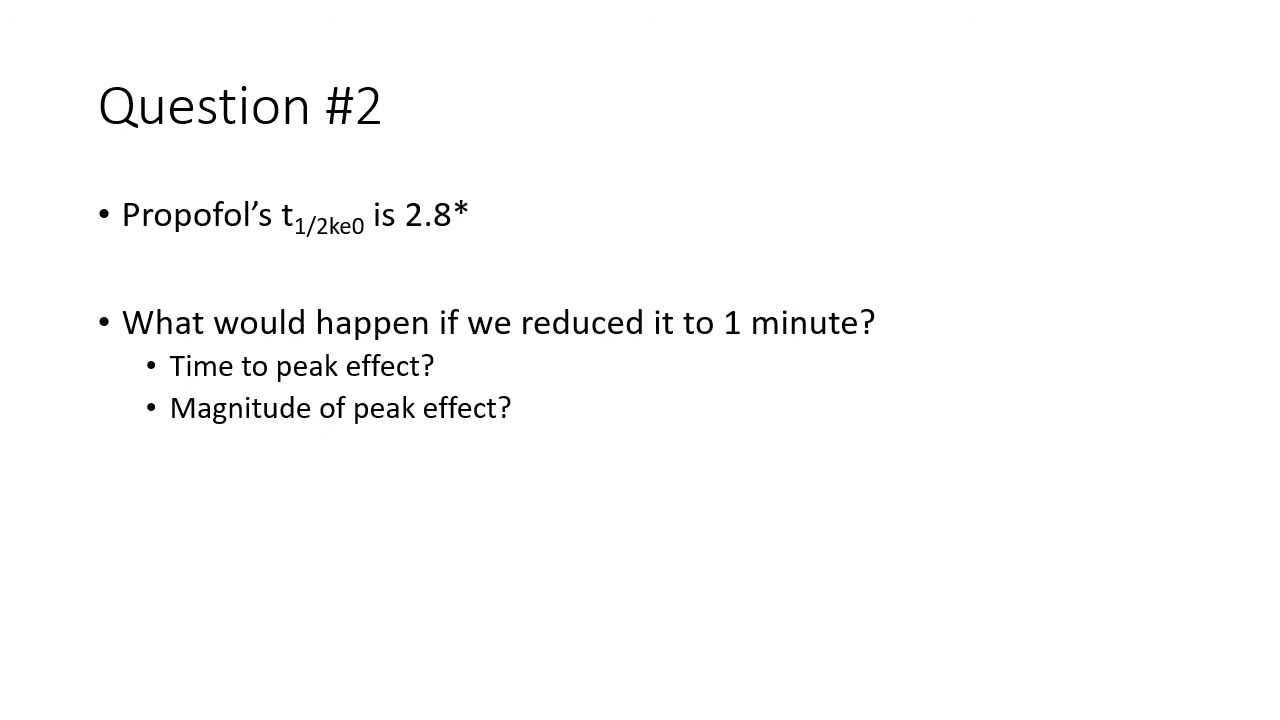 Question #2
• Propofol’s t1/2ke0 is 2.8*
• What would happen if we reduced it to 1 minute?
• Time to peak effect?
• Magnitude of peak effect?